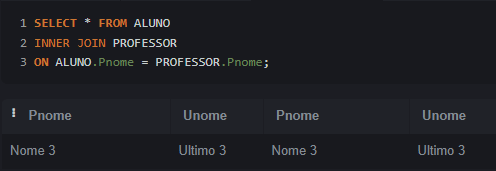 1 SELECT * FROM ALUNO
2 INNER JOIN PROFESSOR
3 ON ALUNO.Pnome = PROFESSOR.Pnome;
Pnome Unome Pnome Unome
Nome 3 Ultimo 3 Nome 3 Ultimo 3